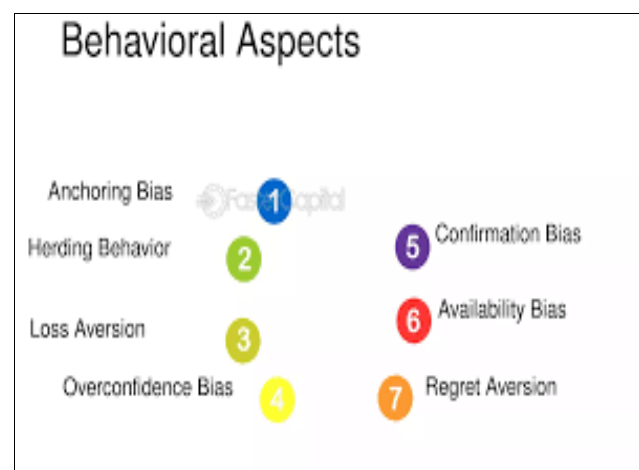 Behavioral Aspects
Anchoring Bias
FasterCapital
1
Herding Behavior
2
Loss Aversion
3
Overconfidence Bias
4
5
Confirmation Bias
6
Availability Bias
7
Regret Aversion